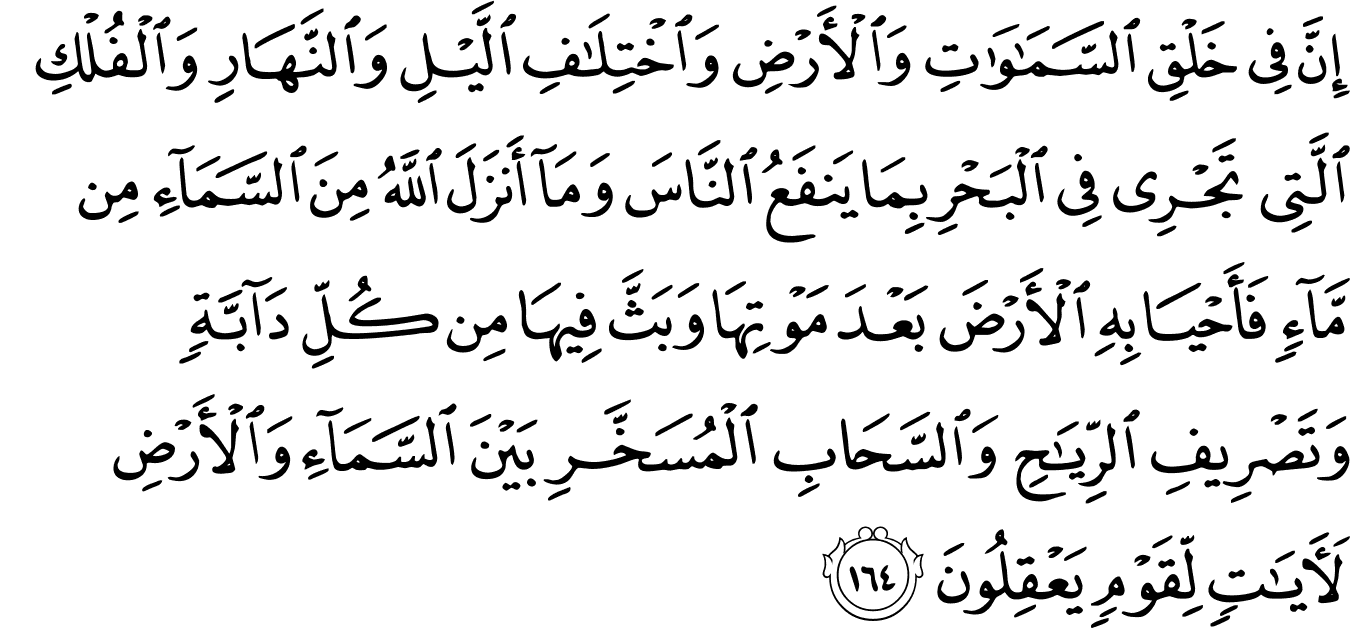 إِنَّ فِى خَلْقِ ٱلسَّمَـٰوَٰتِ وَٱلْأَرْضِ وَٱخْتِلَـٰفِ ٱلَّيْلِ وَٱلنَّهَارِ وَٱلْفُلْكِ
ٱلَّتِى تَجْرِى فِى ٱلْبَحْرِ بِمَا يَنفَعُ ٱلنَّاسَ وَمَآ أَنزَلَ ٱللَّهُ مِنَ ٱلسَّمَآءِ مِن
مَّآءٍ فَأَحْيَا بِهِ ٱلْأَرْضَ بَعْدَ مَوْتِهَا وَبَثَّ فِيهَا مِن كُلِّ دَآبَّةٍ
وَتَصْرِيفِ ٱلرِّيَـٰحِ وَٱلسَّحَابِ ٱلْمُسَخَّرِ بَيْنَ ٱلسَّمَآءِ وَٱلْأَرْضِ
لَـَٔايَـٰتٍ لِّقَوْمٍ يَعْقِلُونَ ١٦٤